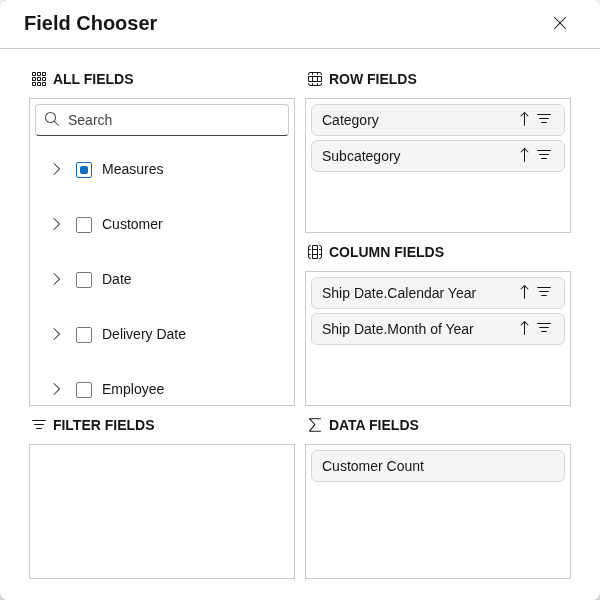 Field Chooser
ALL FIELDS
Search
Measures
Customer
Date
Delivery Date
Employee
ROW FIELDS
Category
Subcategory
COLUMN FIELDS
Ship Date.Calendar Year
Ship Date.Month of Year
FILTER FIELDS
DATA FIELDS
Customer Count